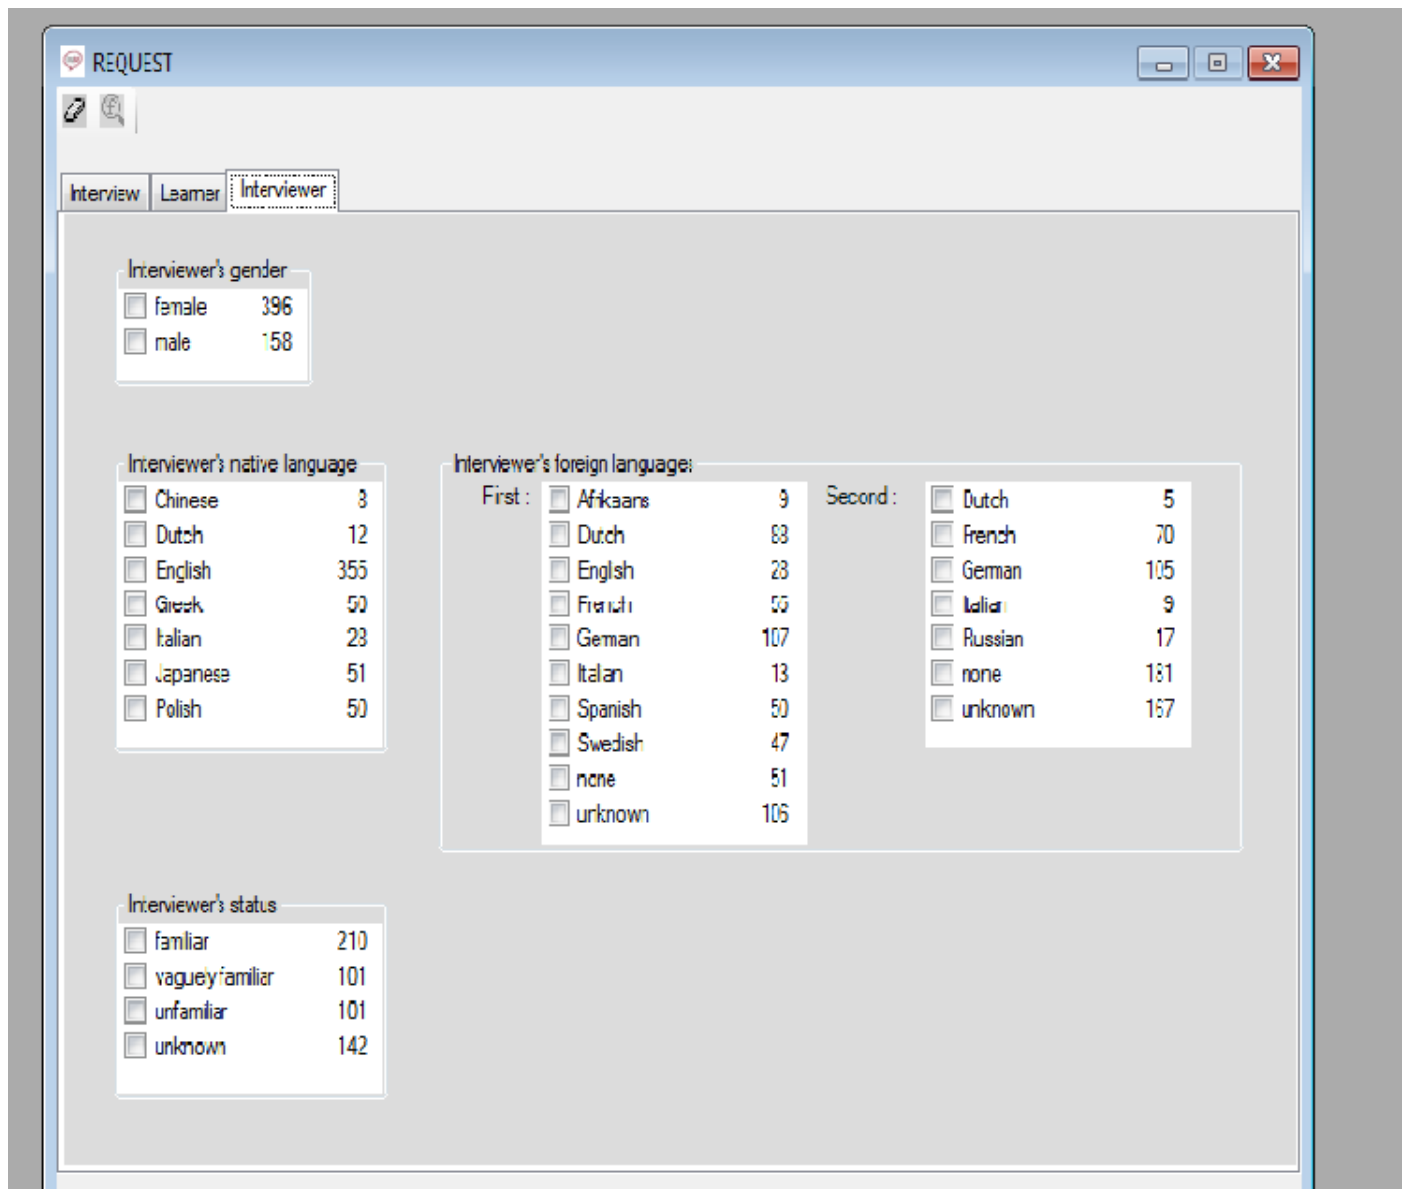 REQUEST
Interview Learner Interviewer
Interviewer's gender
female 396
male 158
Interviewer's native language
Chinese 8
Dutch 12
English 355
Greek 50
Italian 28
Japanese 51
Polish 50
Interviewer's foreign languages
First :
Afrikaans 9
Dutch 88
English 28
French 55
German 107
Italian 13
Spanish 50
Swedish 47
none 51
unknown 106
Second :
Dutch 5
French 70
German 105
Italian 9
Russian 17
none 181
unknown 167
Interviewer's status
familiar 210
vaguely familiar 101
unfamiliar 101
unknown 142